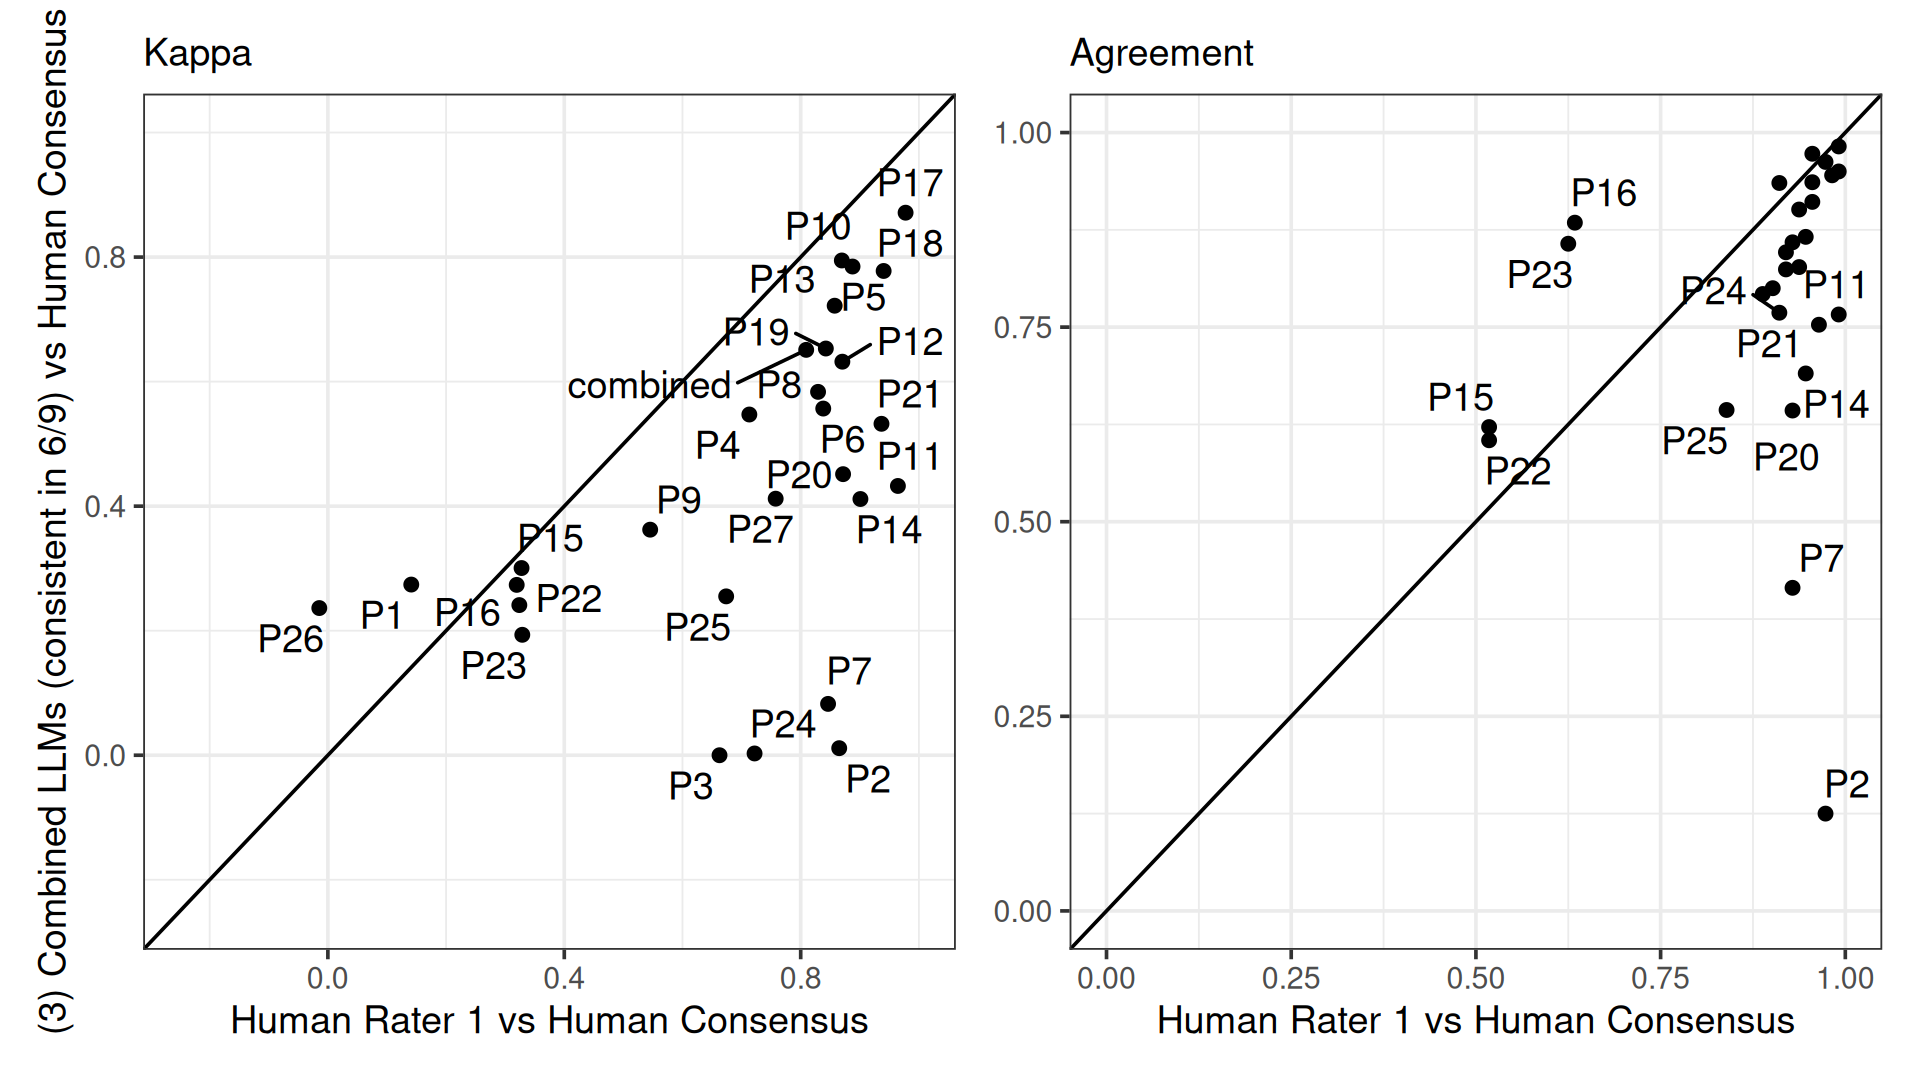 (3) Combined LLMs (consistent in 6/9) vs Human Consensus
Kappa
0.8
0.4
0.0
P17
P10
P18
P13
P5
P19
P12
combined
P8
P21
P4
P6
P11
P20
P9
P27
P14
P15
P1
P16
P22
P26
P23
P25
P7
P24
P3
P2
0.0
0.4
0.8
Human Rater 1 vs Human Consensus
Agreement
1.00
0.75
0.50
0.25
0.00
P16
P23
P24
P11
P21
P15
P14
P25
P20
P22
P7
P2
0.00
0.25
0.50
0.75
1.00
Human Rater 1 vs Human Consensus